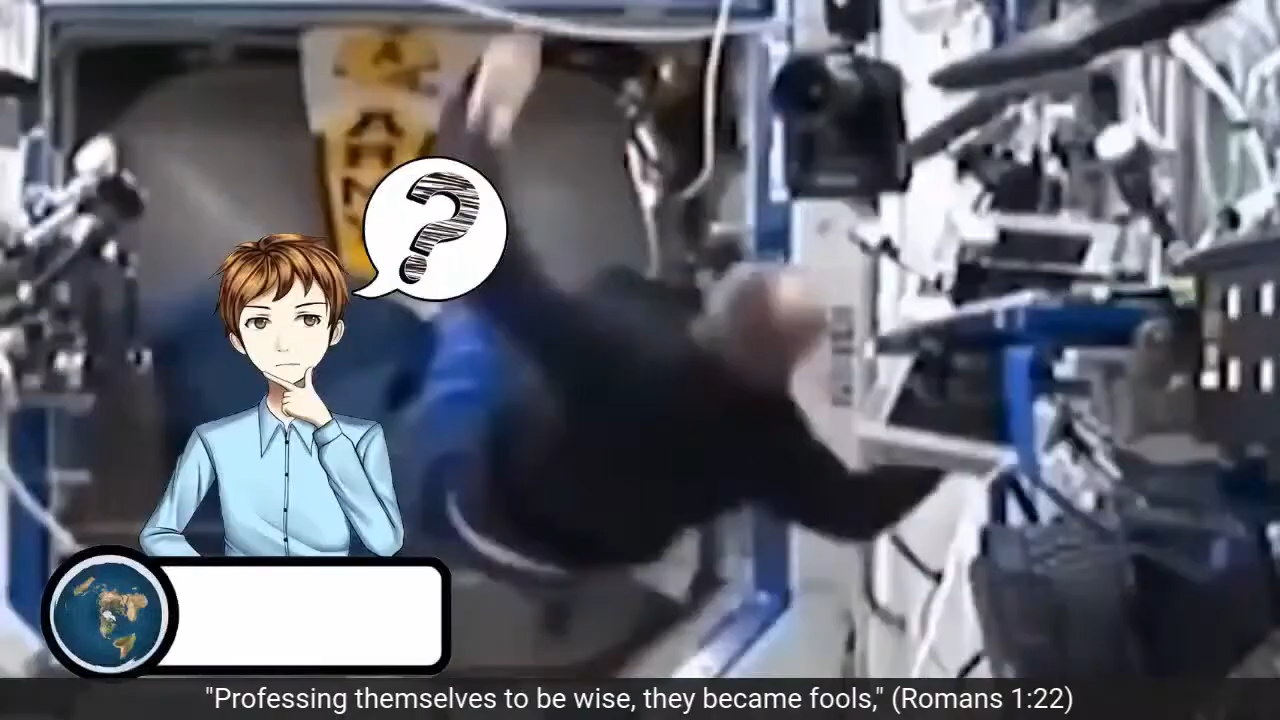 ?
"Professing themselves to be wise, they became fools," (Romans 1:22)